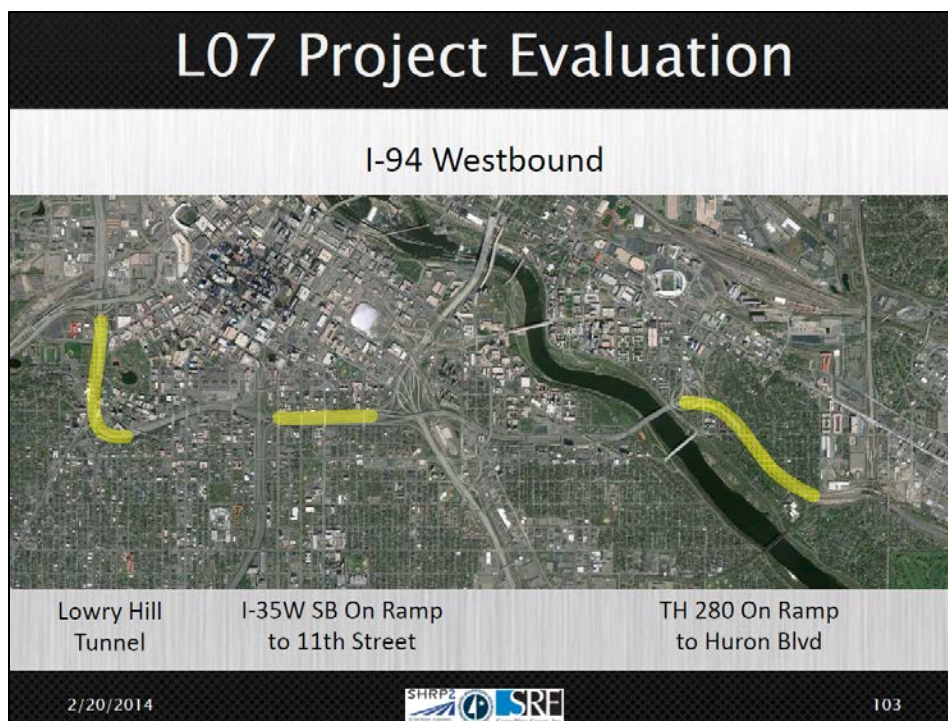 L07 Project Evaluation
I-94 Westbound
Lowry Hill
Tunnel
I-35W SB On Ramp
to 11th Street
TH 280 On Ramp
to Huron Blvd
2/20/2014
SHRP2
SRF
103